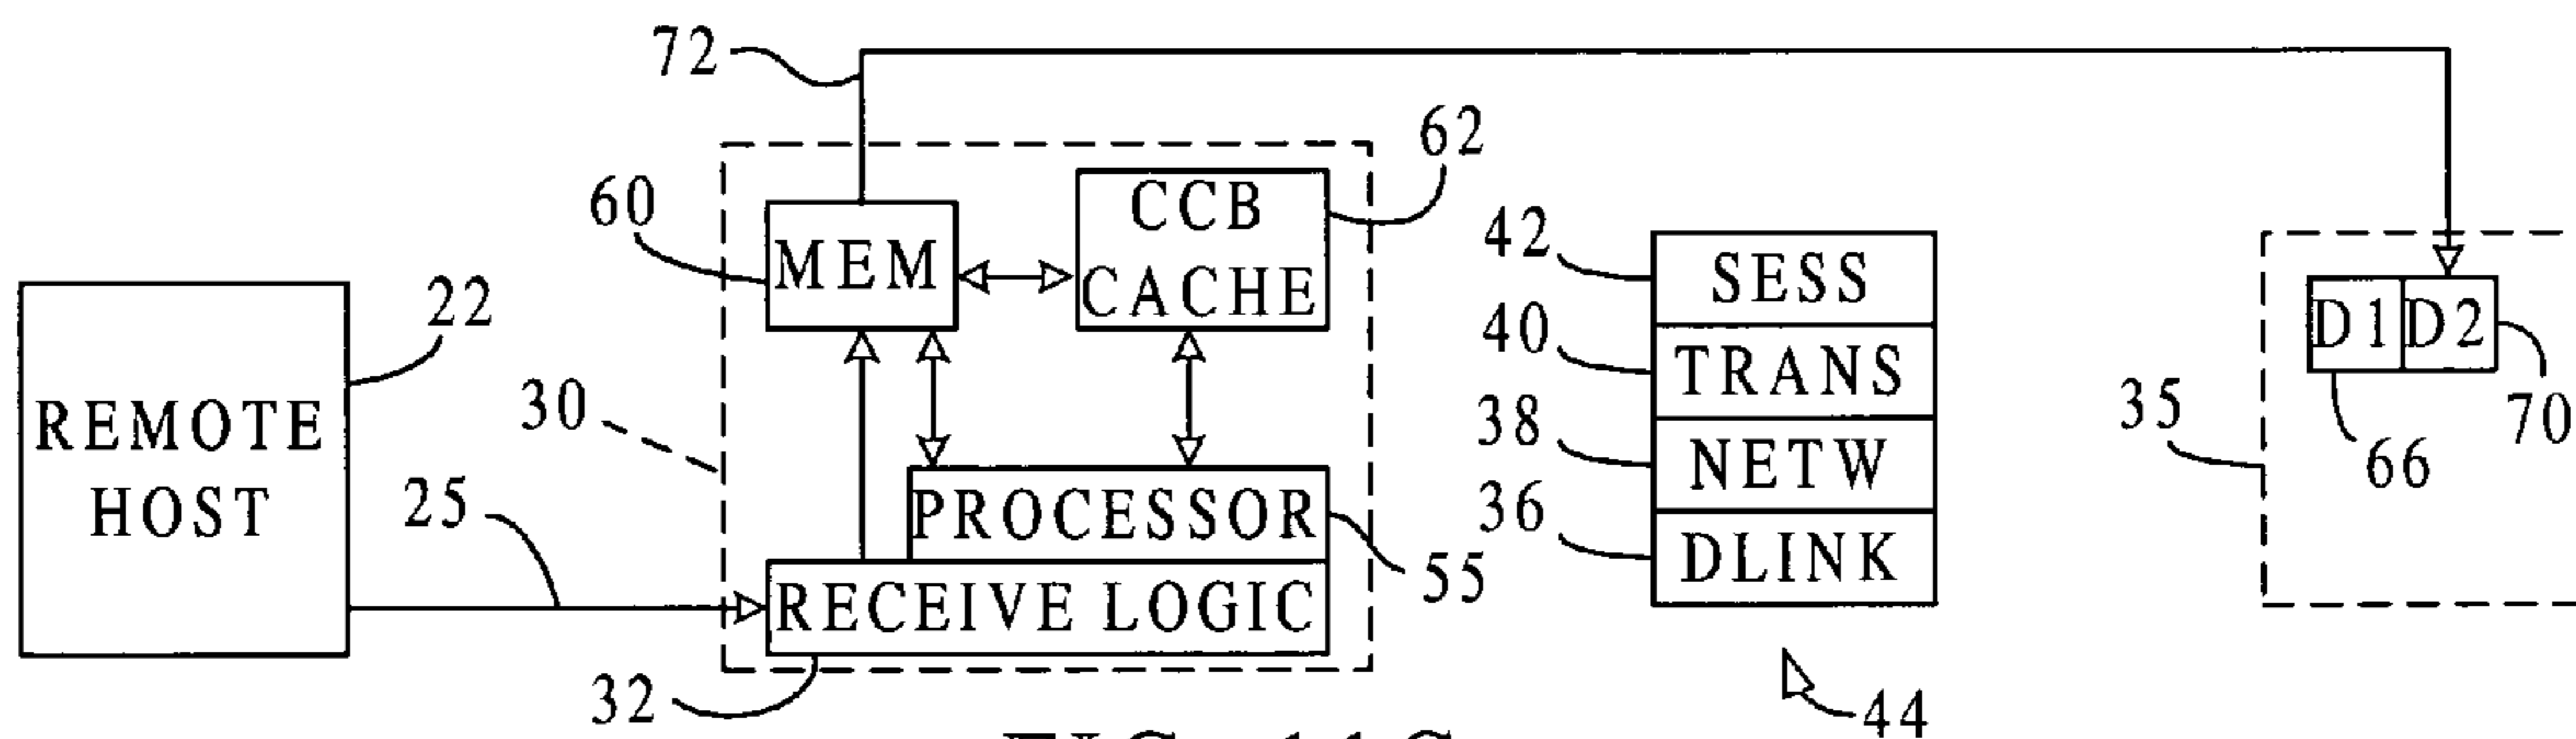 72
62
CCB
CACHE
60
MEM
42
SESS
40
TRANS
38
NETW
36
DLINK
44
D1
D2
70
66
35
22
REMOTE
HOST
30
25
PROCESSOR
55
RECEIVE LOGIC
32